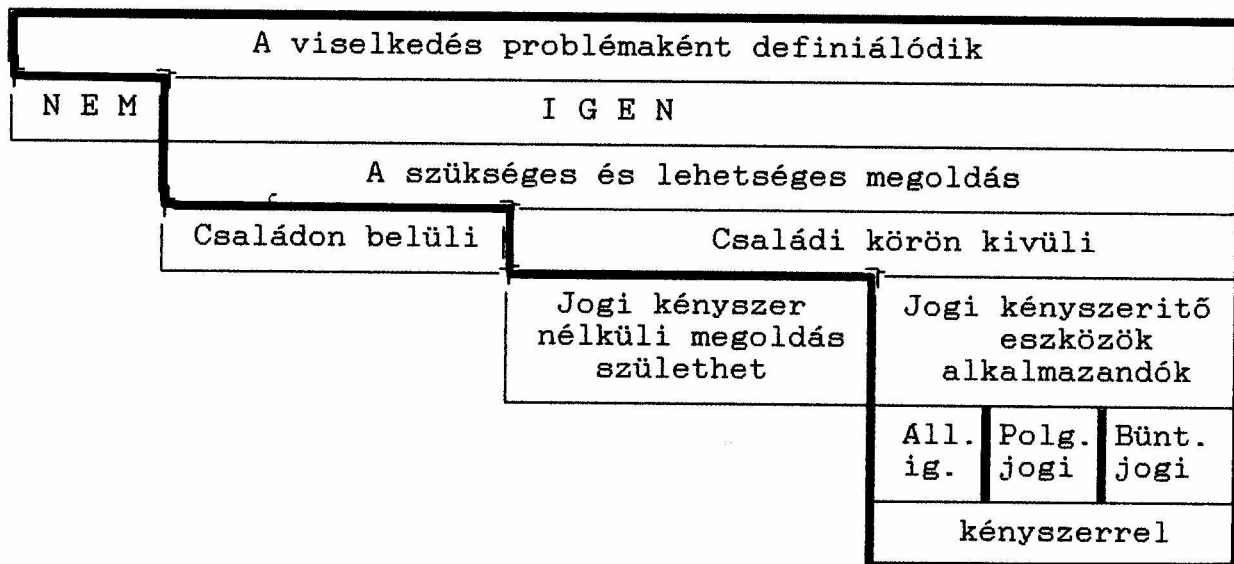 A viselkedés problémaként definiálódik
N E M
I G E N
A szükséges és lehetséges megoldás
Családon belüli
Családi körön kivüli
Jogi kényszer
nélküli megoldás
születhet
Jogi kényszeritő
eszközök
alkalmazandók
Áll.
ig.
Polg.
jogi
Bünt.
jogi
kényszerrel